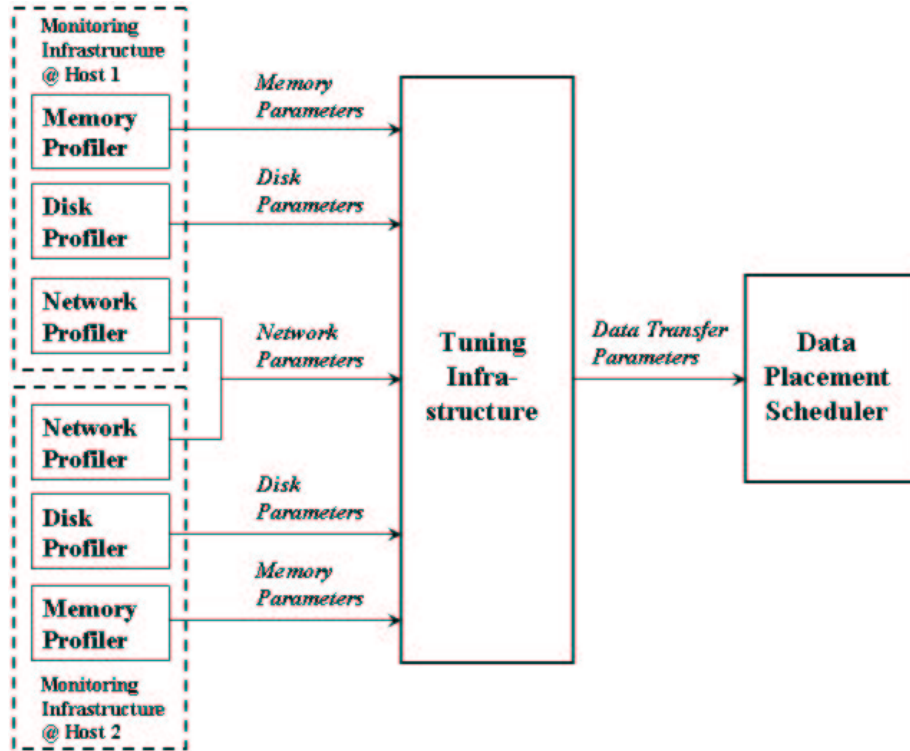 Monitoring
Infrastructure
@ Host 1
Memory
Profiler
Disk
Profiler
Network
Profiler
Network
Profiler
Disk
Profiler
Memory
Profiler
Monitoring
Infrastructure
@ Host 2
Memory
Parameters
Disk
Parameters
Network
Parameters
Disk
Parameters
Memory
Parameters
Tuning
Infra-
structure
Data Transfer
Parameters
Data
Placement
Scheduler